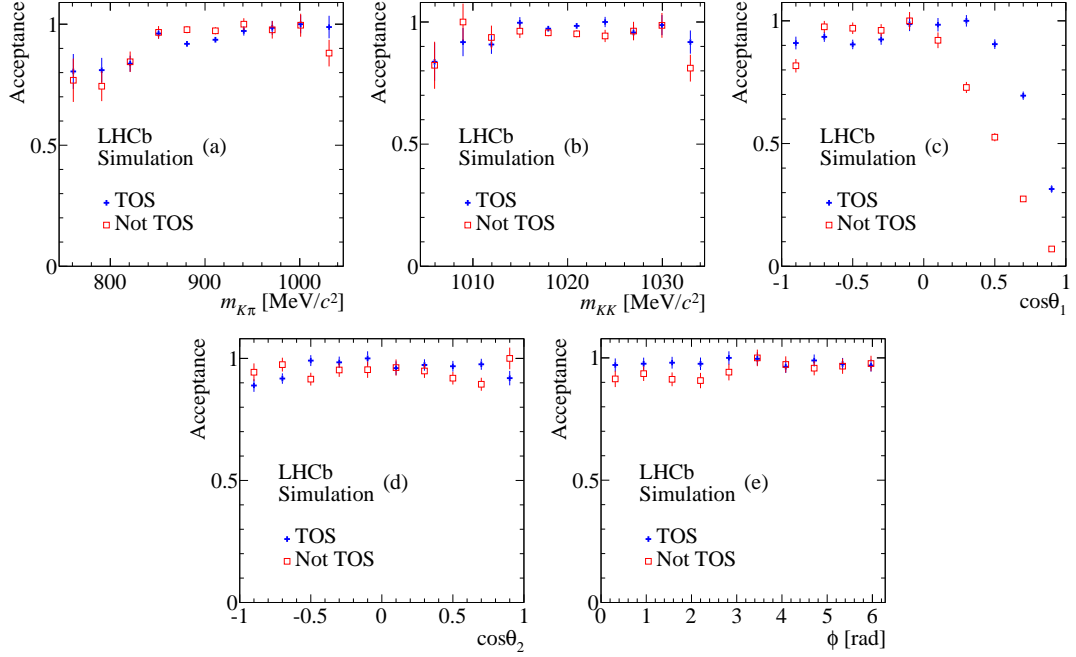 Acceptance
1
0.5
0
LHCb
Simulation
(a)
TOS
Not TOS
800
900
1000
m_{Kπ} [MeV/c²]
Acceptance
1
0.5
0
LHCb
Simulation
(b)
TOS
Not TOS
1010
1020
1030
m_{KK} [MeV/c²]
Acceptance
1
0.5
0
LHCb
Simulation
(c)
TOS
Not TOS
-1
-0.5
0
0.5
1
cosθ₁
Acceptance
1
0.5
0
LHCb
Simulation
(d)
TOS
Not TOS
-1
-0.5
0
0.5
1
cosθ₂
Acceptance
1
0.5
0
LHCb
Simulation
(e)
TOS
Not TOS
0
1
2
3
4
5
6
ϕ [rad]